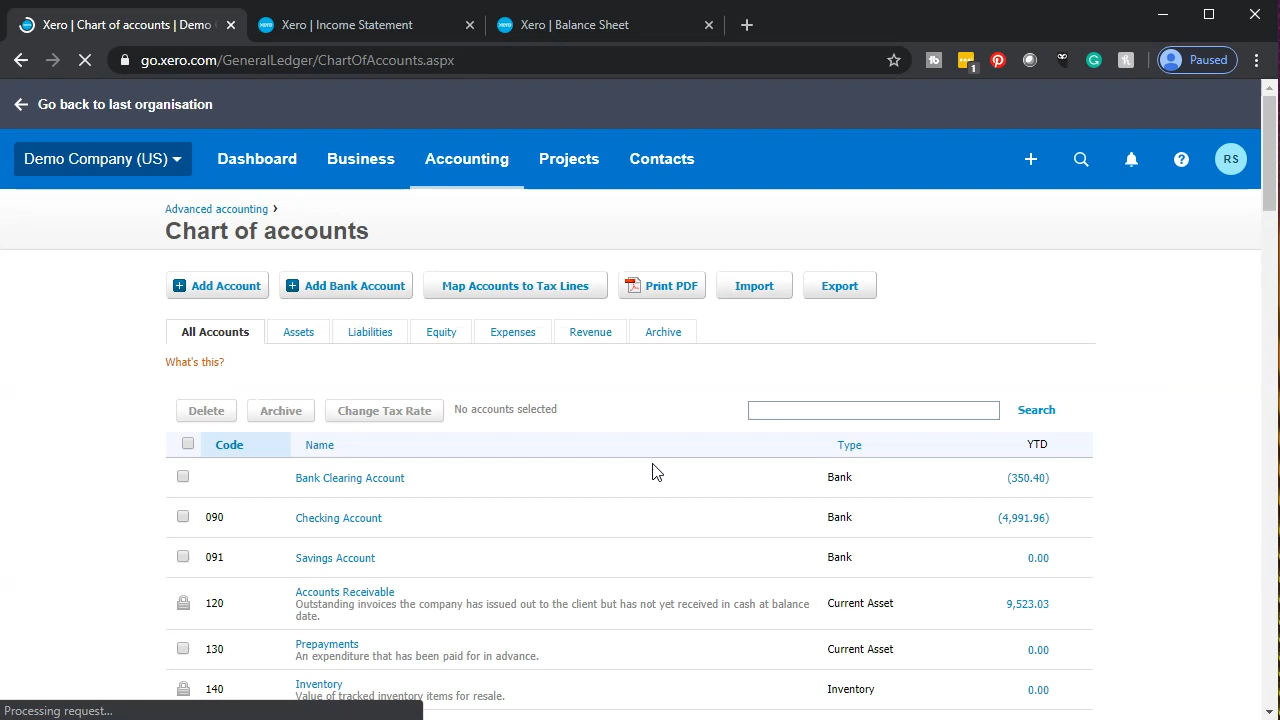 Xero | Chart of accounts | Demo
Xero | Income Statement
Xero | Balance Sheet
go.xero.com/GeneralLedger/ChartOfAccounts.aspx
1
Paused
Go back to last organisation
Demo Company (US)
Dashboard
Business
Accounting
Projects
Contacts
RS
Advanced accounting
Chart of accounts
Add Account
Add Bank Account
Map Accounts to Tax Lines
Print PDF
Import
Export
All Accounts
Assets
Liabilities
Equity
Expenses
Revenue
Archive
What's this?
Delete
Archive
Change Tax Rate
No accounts selected
Search
Code Name Type YTD
Bank Clearing Account Bank (350.40)
090 Checking Account Bank (4,991.96)
091 Savings Account Bank 0.00
120 Accounts Receivable Current Asset 9,523.03
Outstanding invoices the company has issued out to the client but has not yet received in cash at balance
date.
130 Prepayments Current Asset 0.00
An expenditure that has been paid for in advance.
140 Inventory Inventory 0.00
Value of tracked inventory items for resale.
Processing request...